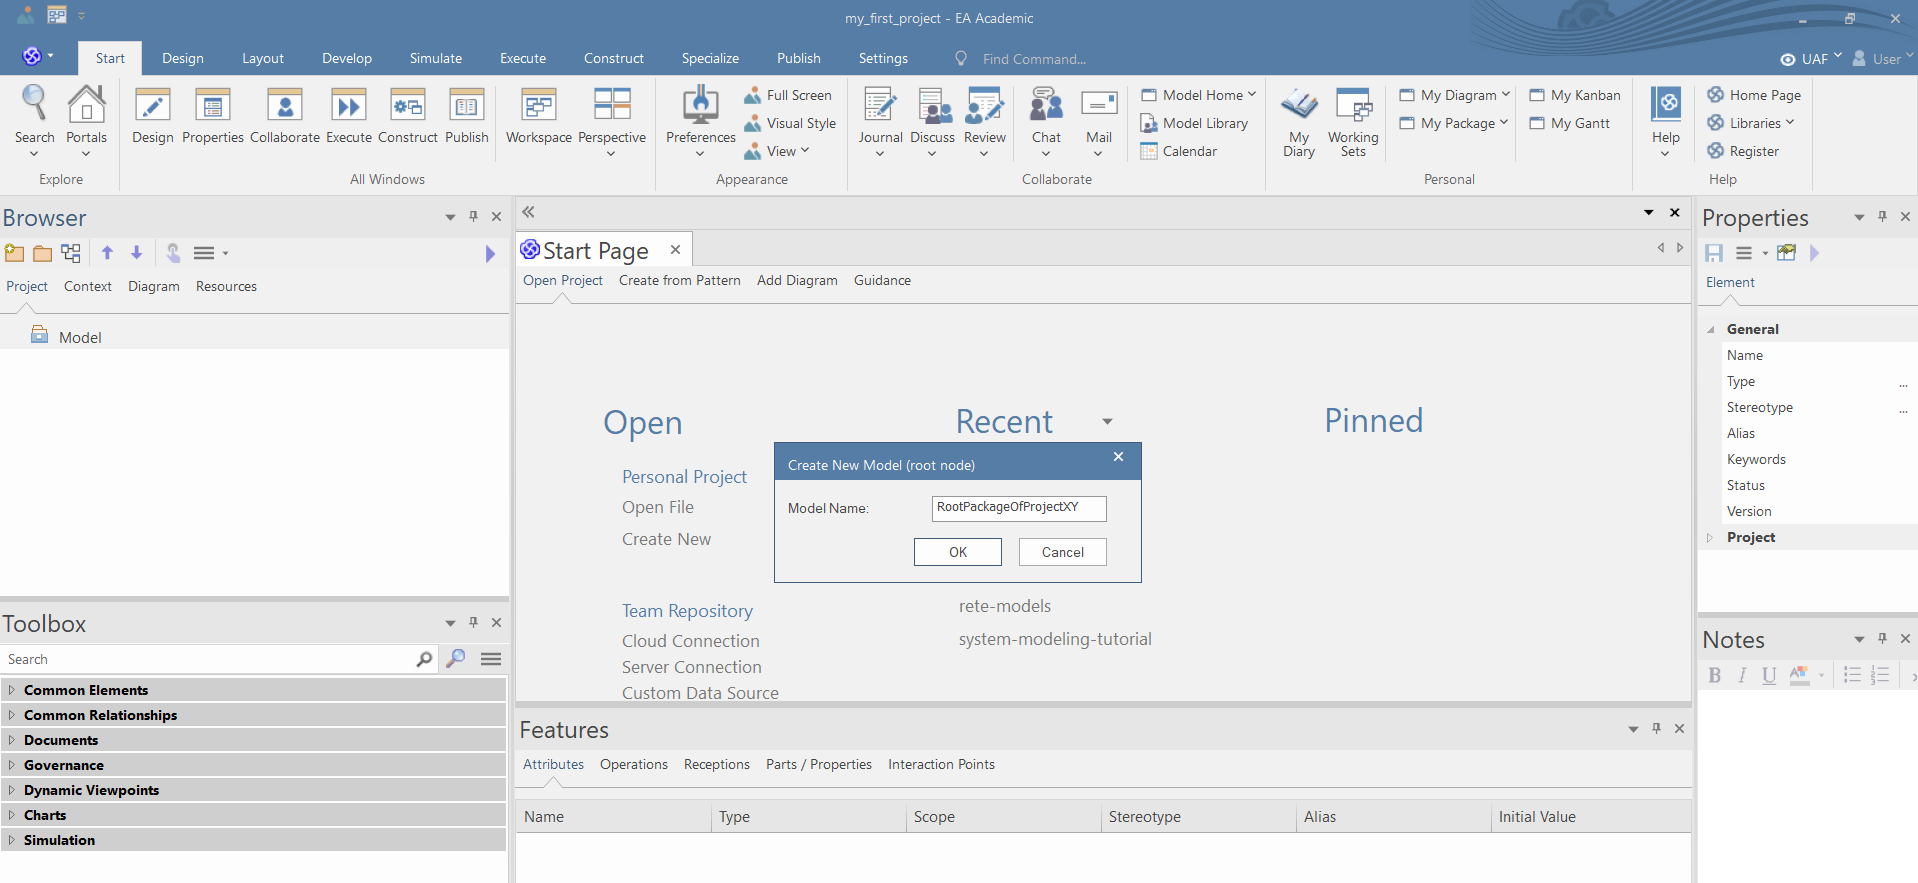 my_first_project - EA Academic
Start Design Layout Develop Simulate Execute Construct Specialize Publish Settings Find Command... UAF User
Search Portals Design Properties Collaborate Execute Construct Publish Workspace Perspective Preferences Full Screen Visual Style View Journal Discuss Review Chat Mail Model Home Model Library Calendar My Diary Working Sets My Diagram My Package My Kanban My Gantt Help Home Page Libraries Register
Explore All Windows Appearance Collaborate Personal Help
Browser
Project Context Diagram Resources
Model
Toolbox
Search
Common Elements
Common Relationships
Documents
Governance
Dynamic Viewpoints
Charts
Simulation
Start Page
Open Project Create from Pattern Add Diagram Guidance
Open Recent Pinned
Personal Project
Open File
Create New
Team Repository
Cloud Connection
Server Connection
Custom Data Source
rete-models
system-modeling-tutorial
Create New Model (root node)
Model Name: RootPackageOfProjectXY
OK Cancel
Features
Attributes Operations Receptions Parts / Properties Interaction Points
Name Type Scope Stereotype Alias Initial Value
Properties
Element
General
Name
Type ...
Stereotype ...
Alias
Keywords
Status
Version
Project
Notes
B I U A